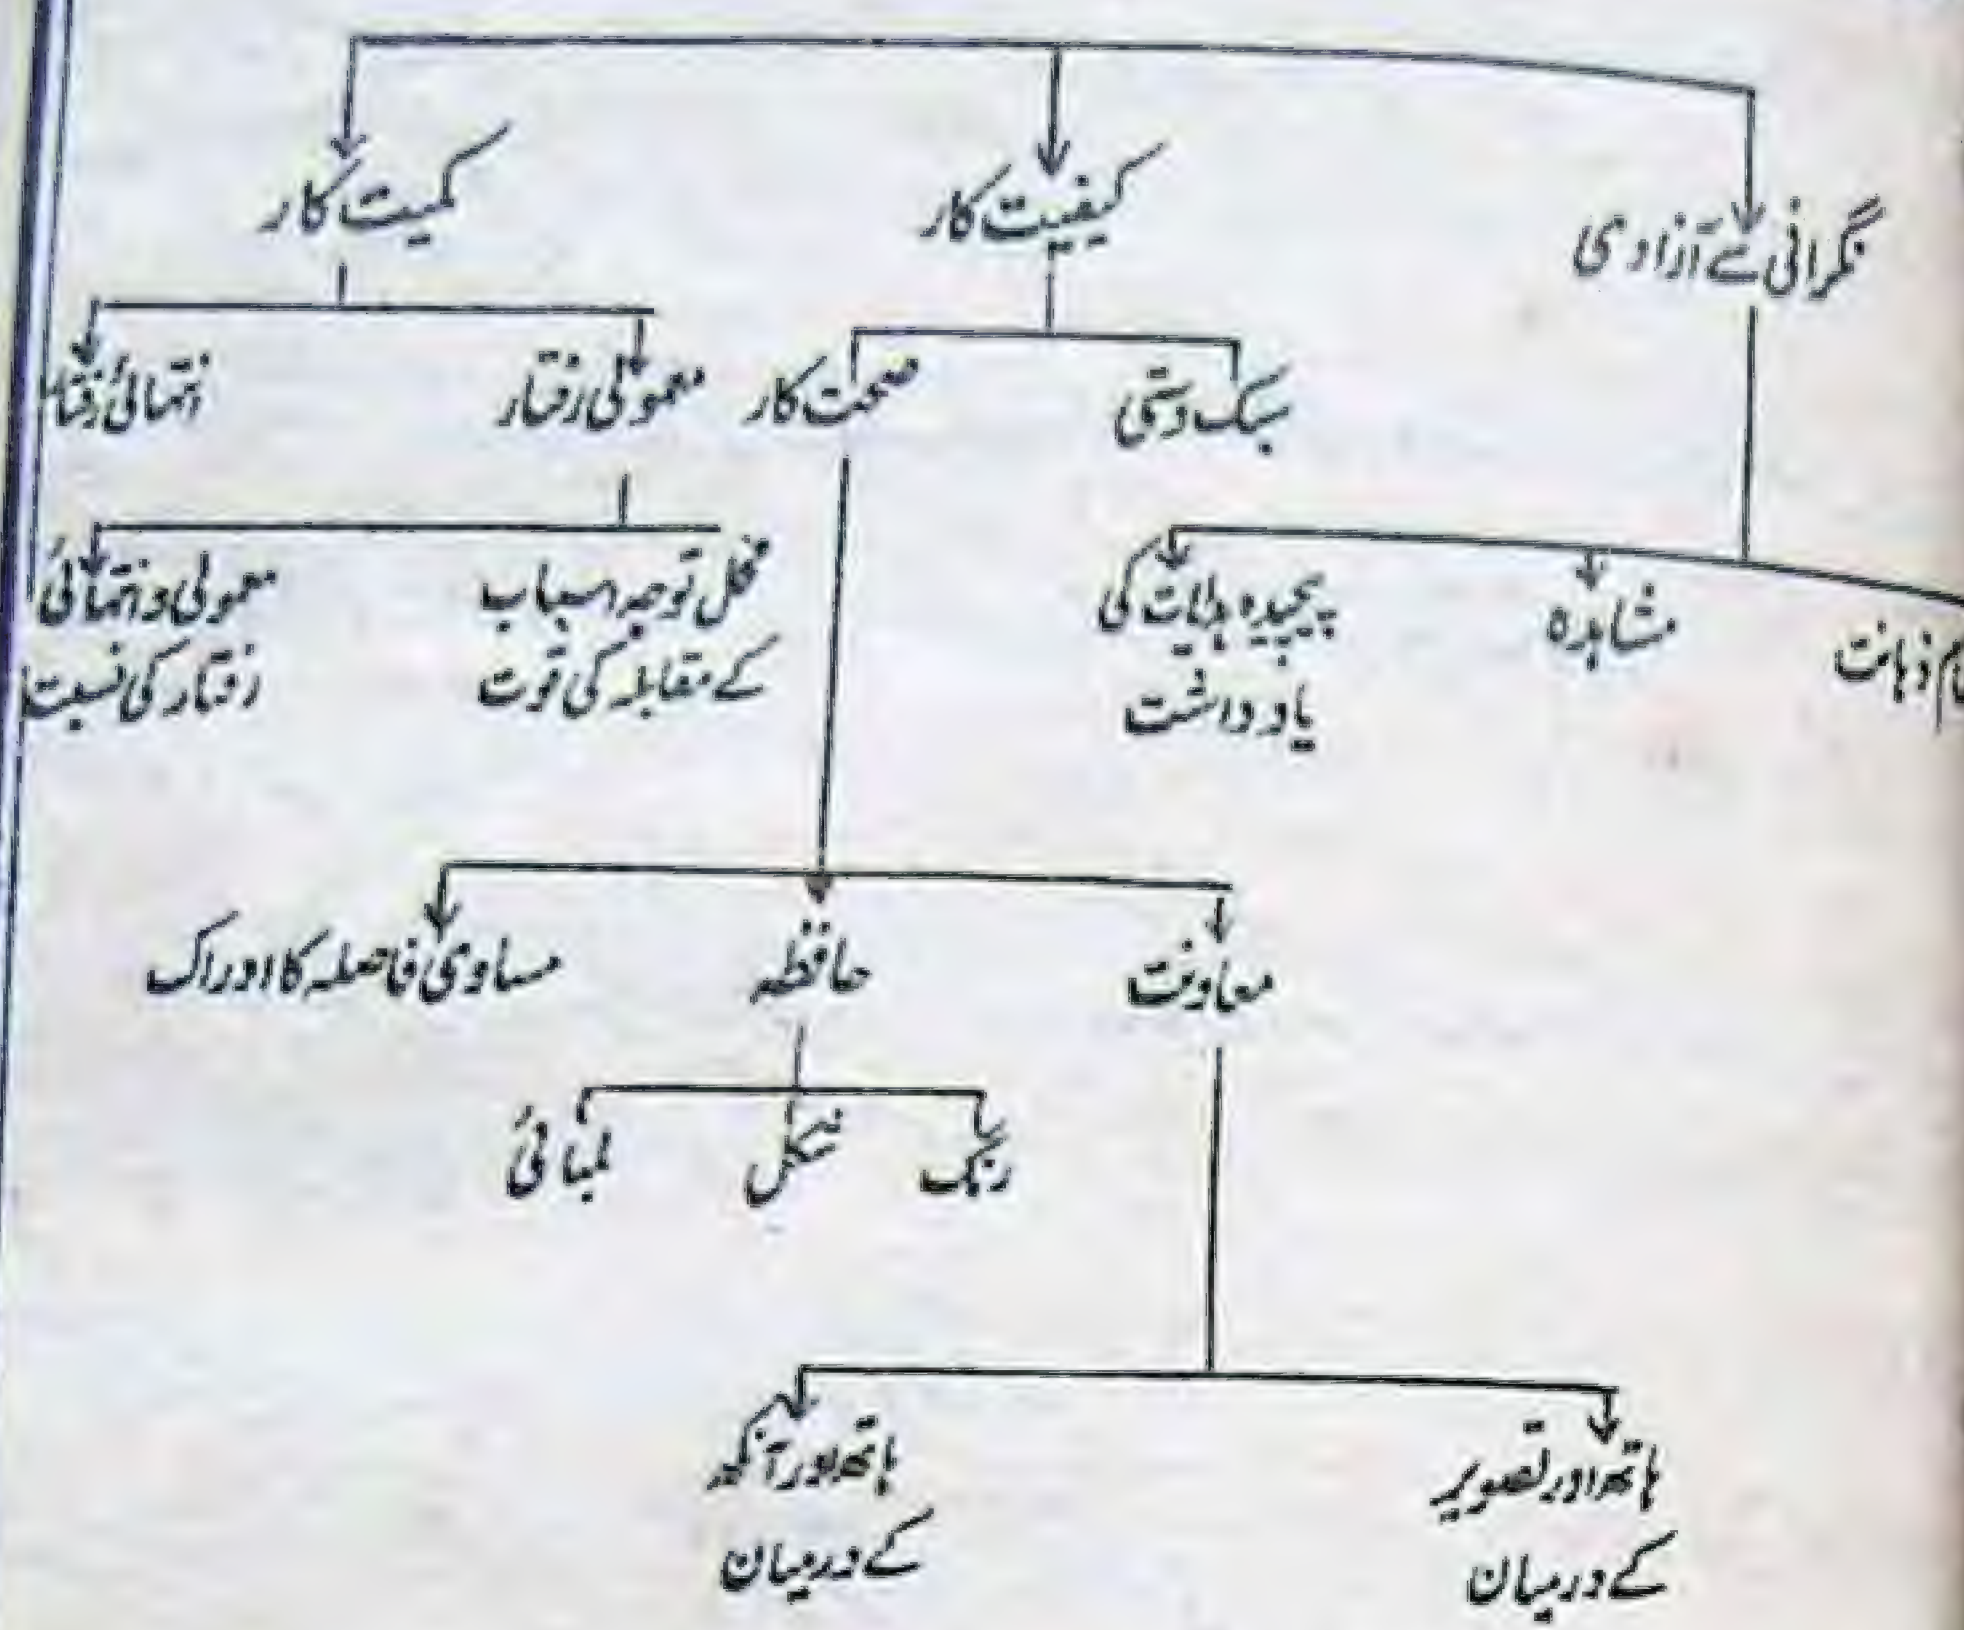 نگرانی سے آزادی
کیفیت کار
کمیت کار
سبک دستی
صحت کار
معمولی رفتار
انتہائی رفتار
ذہانت
مشاہدہ
پیچیدہ ہدایات کی
یادداشت
مخل توجہ اسباب
کے مقابلہ کی قوت
معمولی و انتہائی
رفتار کی نسبت
معاونت
حافظہ
مساوی فاصلہ کا ادراک
رنگ
شکل
لمبائی
ہاتھ اور تصویر
کے درمیان
ہاتھ اور آنکھ
کے درمیان